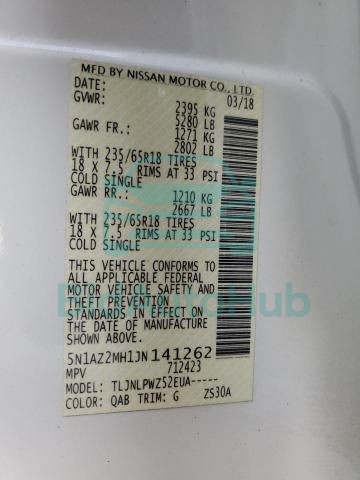 MFD BY NISSAN MOTOR CO., LTD.
DATE: 03/18
GVWR: 2395 KG
5280 LB
GAWR FR.: 1271 KG
2802 LB
WITH 235/65R18 TIRES
18 X 7.5 RIMS AT 33 PSI
COLD SINGLE
GAWR RR.: 1210 KG
2667 LB
WITH 235/65R18 TIRES
18 X 7.5 RIMS AT 33 PSI
COLD SINGLE
THIS VEHICLE CONFORMS TO
ALL APPLICABLE FEDERAL
MOTOR VEHICLE SAFETY AND
THEFT PREVENTION
STANDARDS IN EFFECT ON
THE DATE OF MANUFACTURE
SHOWN ABOVE.
5N1AZ2MH1JN141262
MPV 712423
MODEL: TLJNLPWZ52EUA-----
COLOR: QAB TRIM: G ZS30A